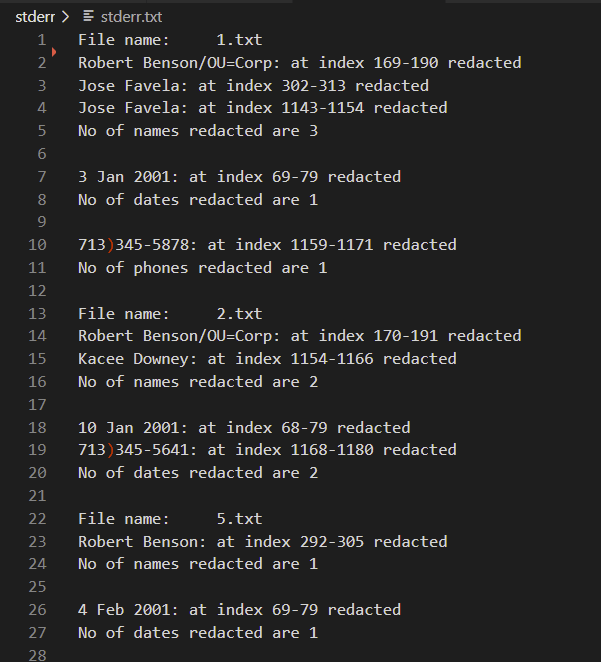 stderr > stderr.txt
1 File name:     1.txt
2 Robert Benson/OU=Corp: at index 169-190 redacted
3 Jose Favela: at index 302-313 redacted
4 Jose Favela: at index 1143-1154 redacted
5 No of names redacted are 3
6
7 3 Jan 2001: at index 69-79 redacted
8 No of dates redacted are 1
9
10 713)345-5878: at index 1159-1171 redacted
11 No of phones redacted are 1
12
13 File name:     2.txt
14 Robert Benson/OU=Corp: at index 170-191 redacted
15 Kacee Downey: at index 1154-1166 redacted
16 No of names redacted are 2
17
18 10 Jan 2001: at index 68-79 redacted
19 713)345-5641: at index 1168-1180 redacted
20 No of dates redacted are 2
21
22 File name:     5.txt
23 Robert Benson: at index 292-305 redacted
24 No of names redacted are 1
25
26 4 Feb 2001: at index 69-79 redacted
27 No of dates redacted are 1
28